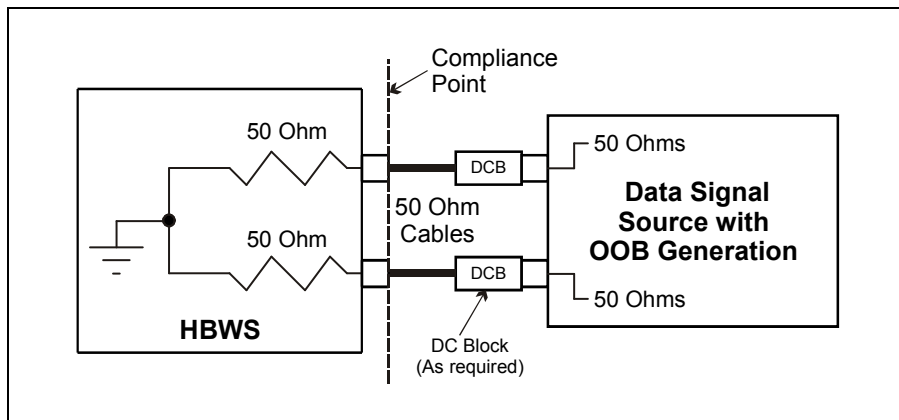 Compliance
Point
50 Ohm
50 Ohms
DCB
Data Signal
Source with
OOB Generation
50 Ohm
Cables
50 Ohm
DCB
50 Ohms
HBWS
DC Block
(As required)